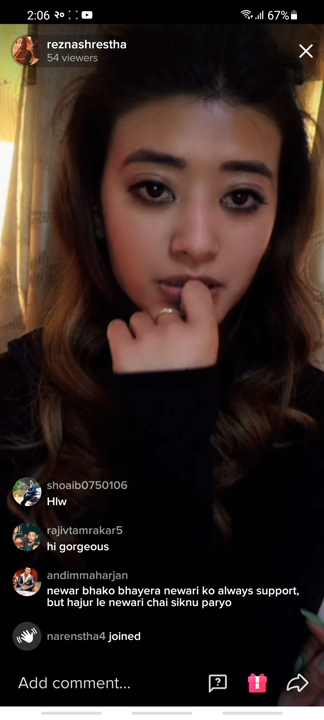 2:06 २०
67%
reznashrestha
54 viewers
shoaib0750106
Hlw
rajivtamrakar5
hi gorgeous
andimmaharjan
newar bhako bhayera newari ko always support,
but hajur le newari chai siknu paryo
narenstha4 joined
Add comment...